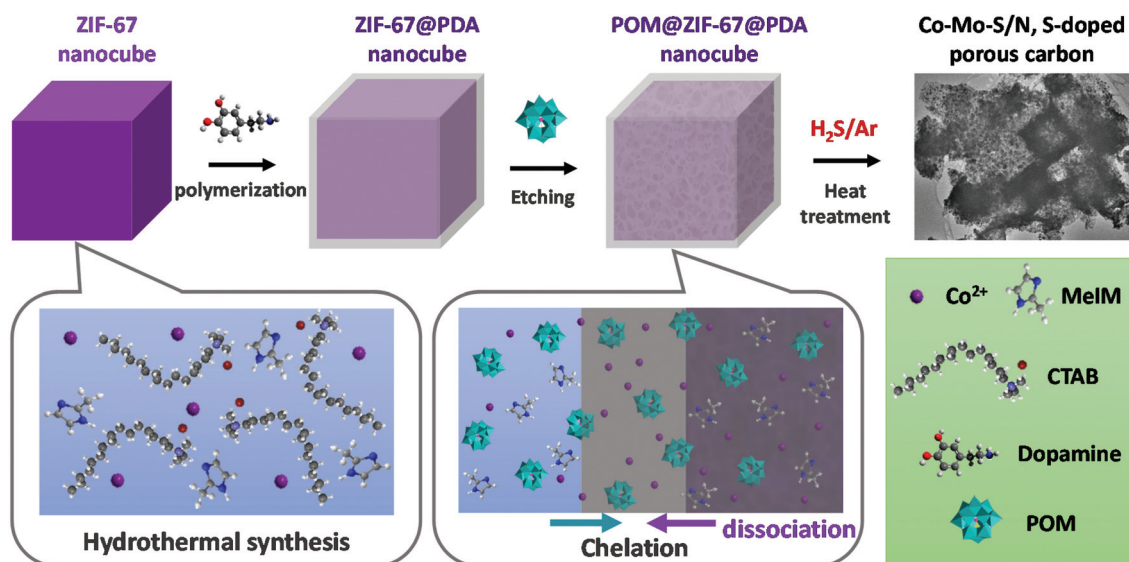 ZIF-67
nanocube
ZIF-67@PDA
nanocube
POM@ZIF-67@PDA
nanocube
Co-Mo-S/N, S-doped
porous carbon
polymerization
Etching
H₂S/Ar
Heat
treatment
Hydrothermal synthesis
dissociation
Chelation
Co²⁺
MeIM
CTAB
Dopamine
POM